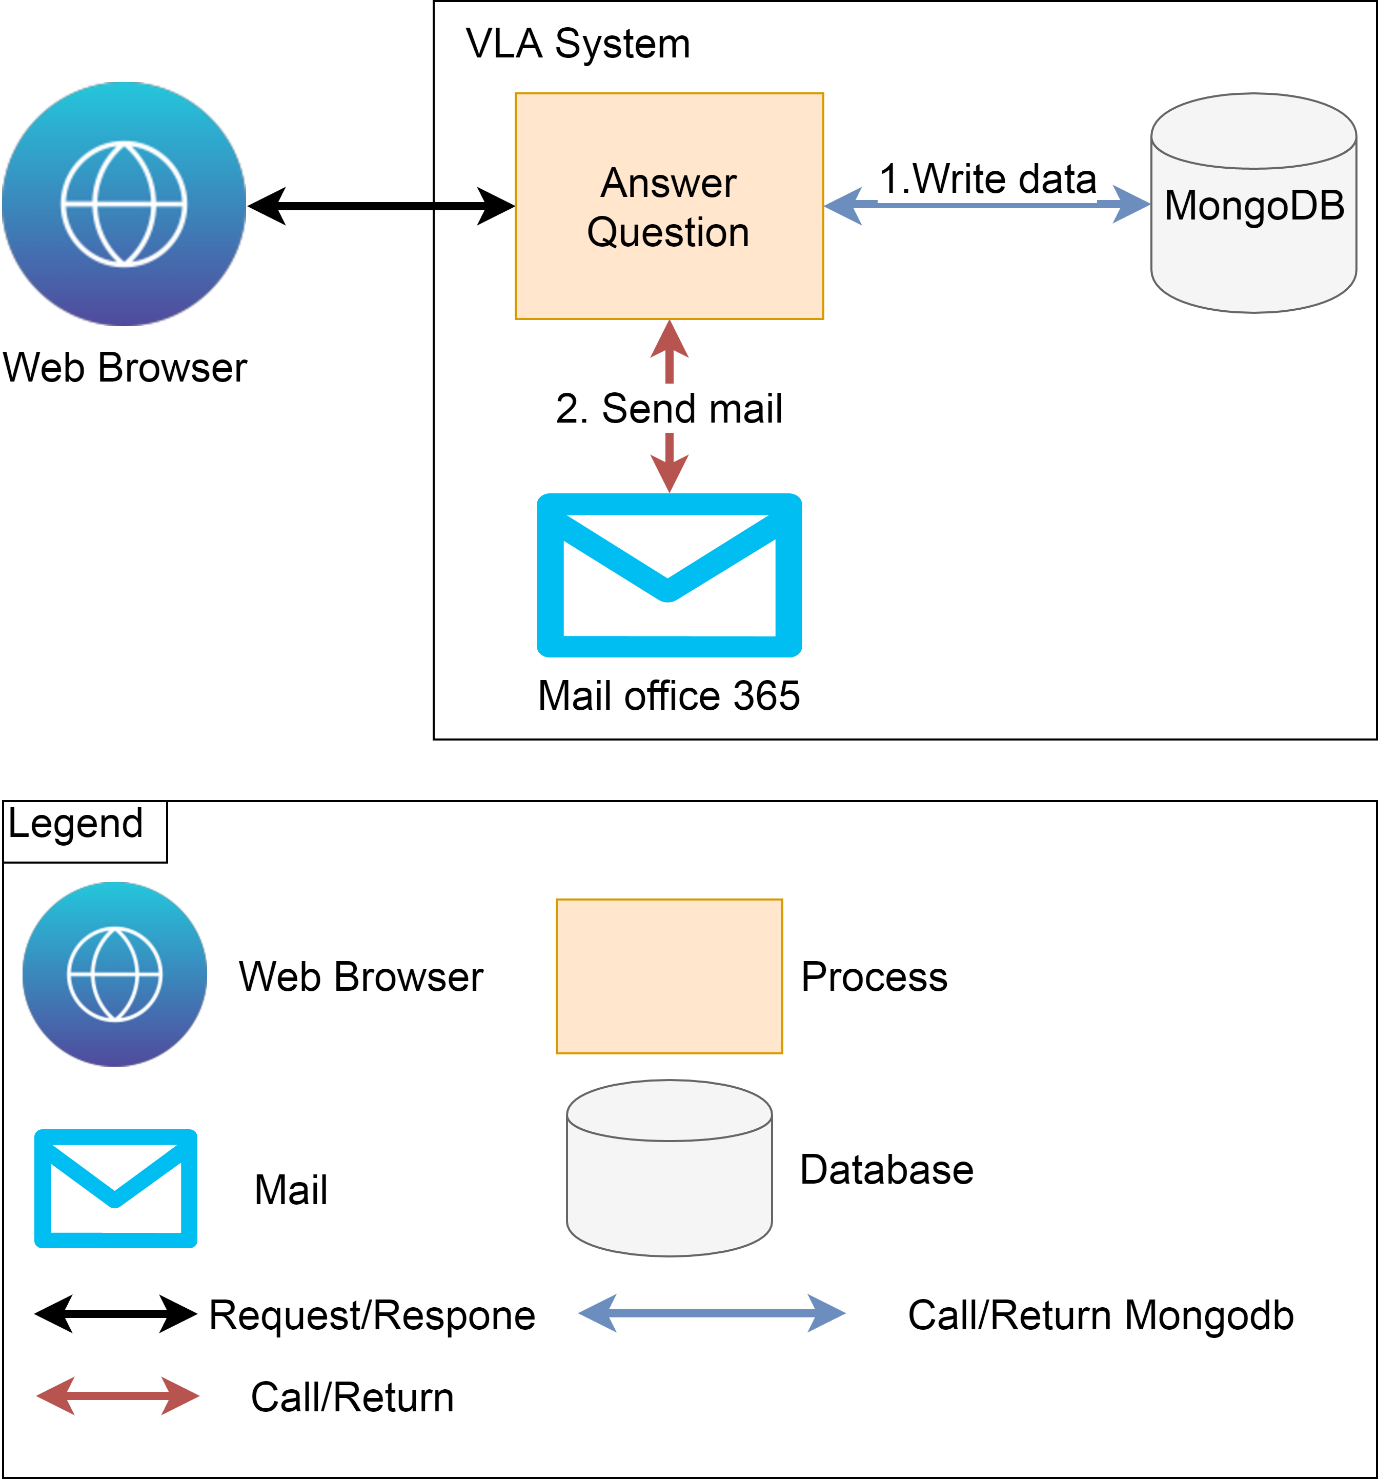 VLA System
Answer
Question
1.Write data
MongoDB
Web Browser
2. Send mail
Mail office 365
Legend
Web Browser
Process
Mail
Database
Request/Respone
Call/Return Mongodb
Call/Return